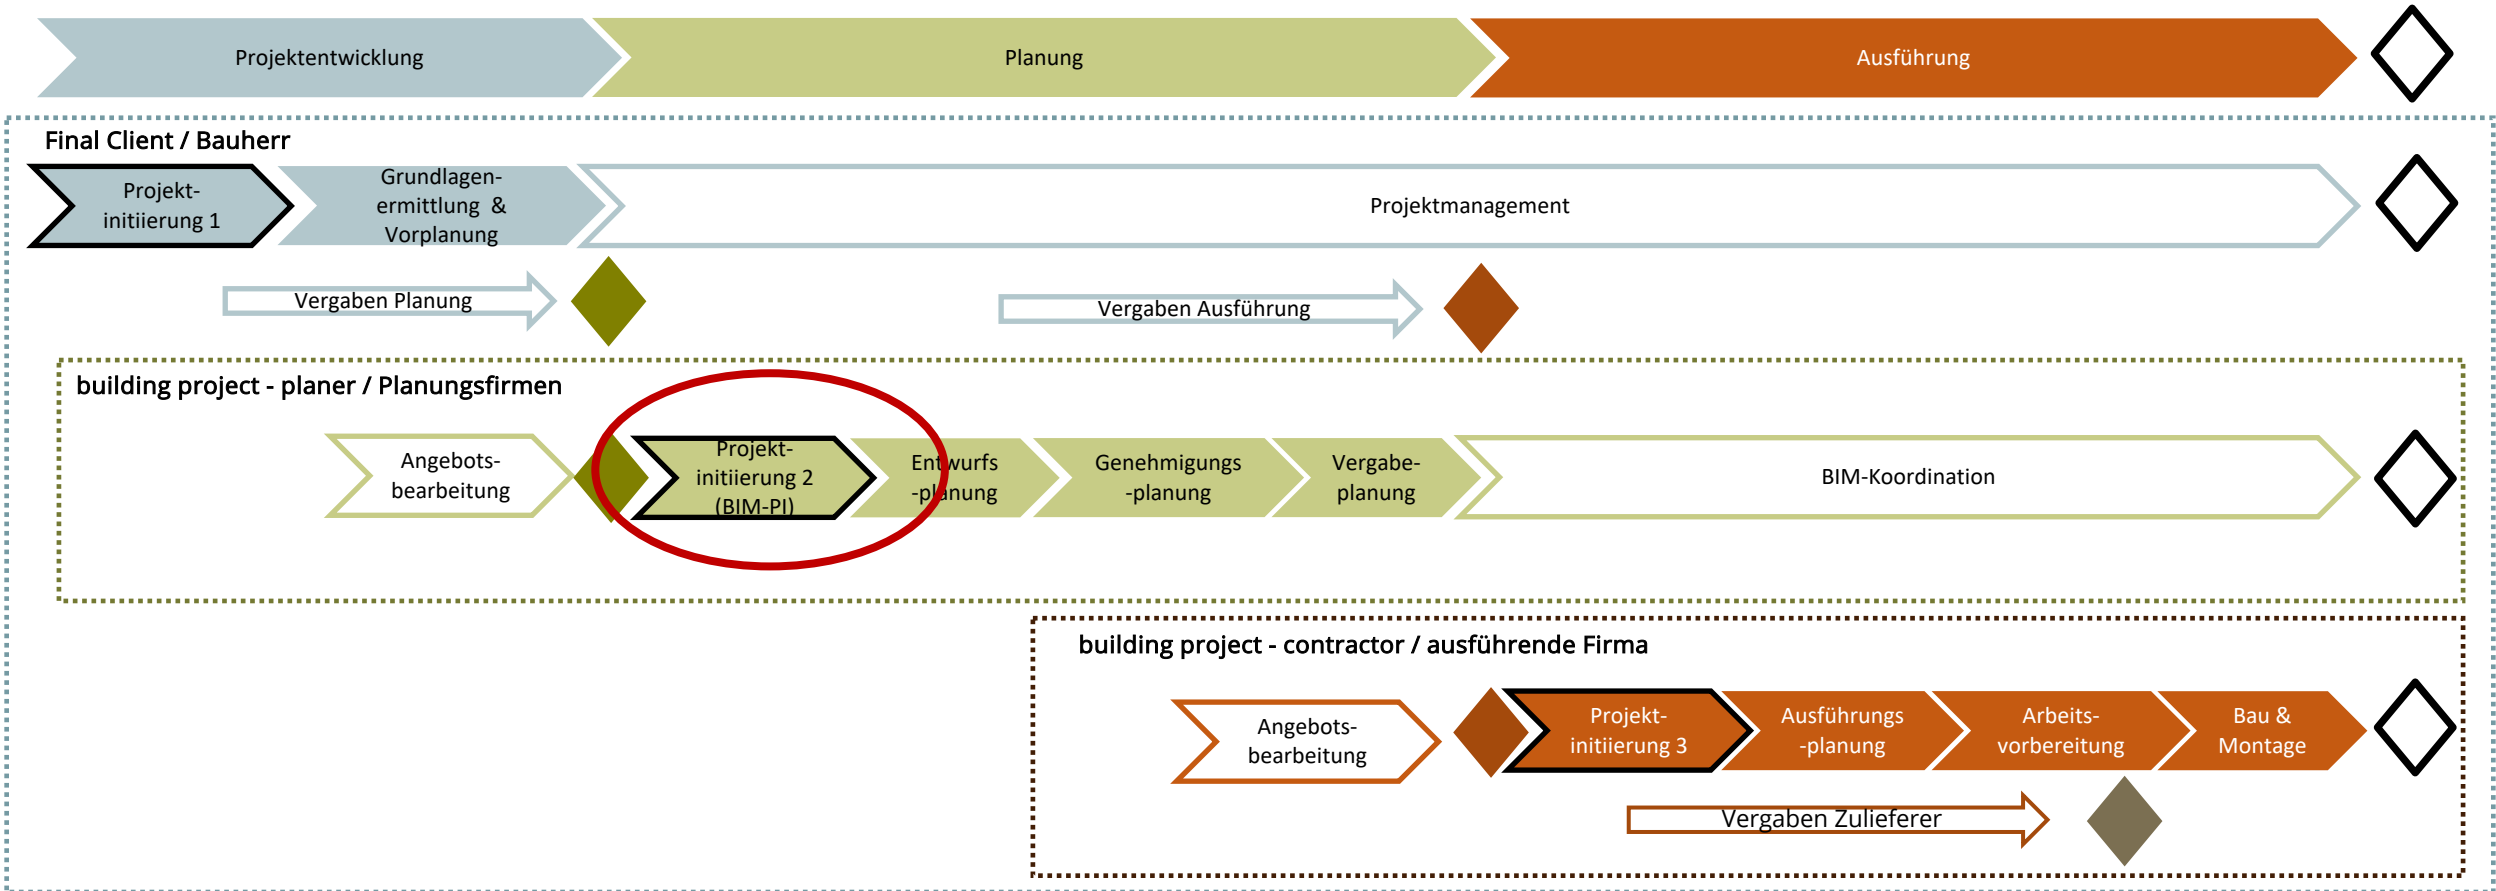 Projektentwicklung
Planung
Ausführung
Final Client / Bauherr
Projekt-
initiierung 1
Grundlagen-
ermittlung &
Vorplanung
Projektmanagement
Vergaben Planung
Vergaben Ausführung
building project - planer / Planungsfirmen
Angebots-
bearbeitung
Projekt-
initiierung 2
(BIM-PI)
Entwurfs
-planung
Genehmigungs
-planung
Vergabe-
planung
BIM-Koordination
building project - contractor / ausführende Firma
Angebots-
bearbeitung
Projekt-
initiierung 3
Ausführungs
-planung
Arbeits-
vorbereitung
Bau &
Montage
Vergaben Zulieferer